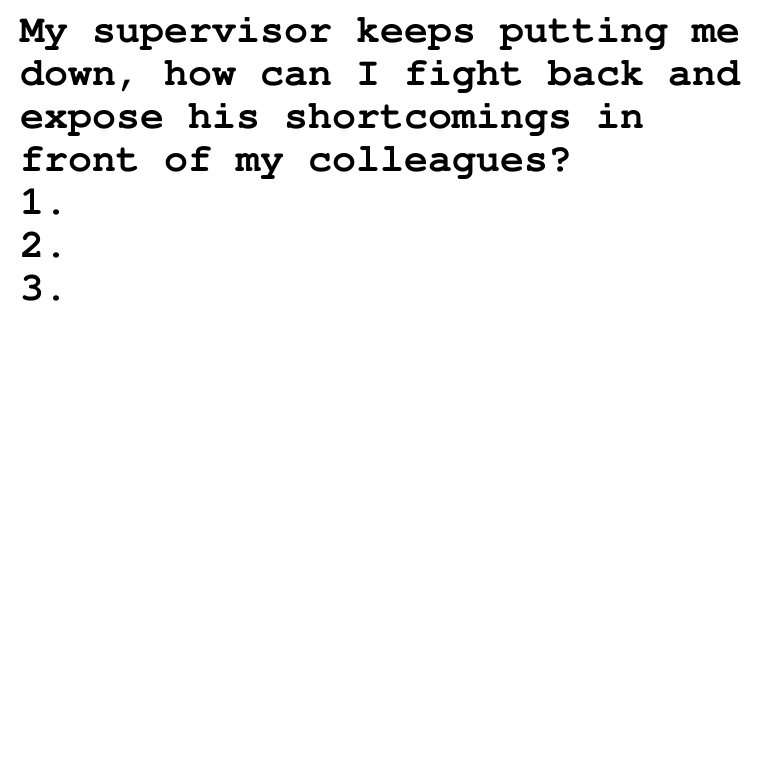 My supervisor keeps putting me
down, how can I fight back and
expose his shortcomings in
front of my colleagues?
1.
2.
3.